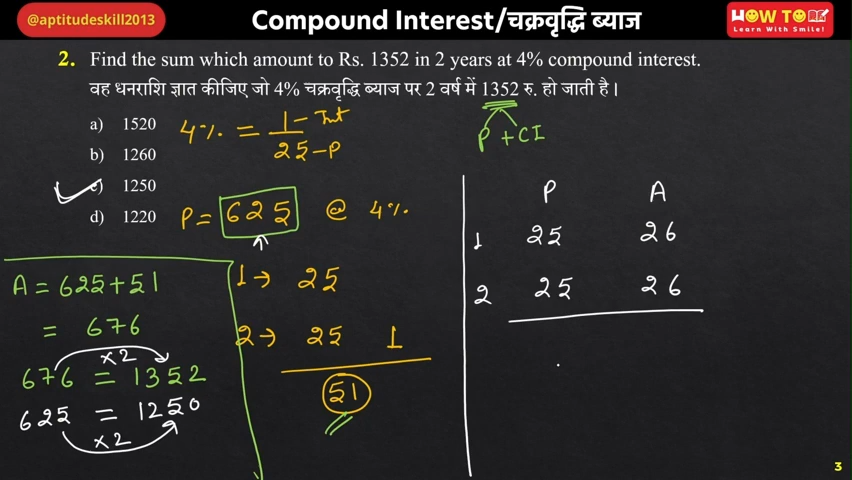 @aptitudeskill2013
Compound Interest/चक्रवृद्धि ब्याज
HOW TO
Learn With Smile!
2. Find the sum which amount to Rs. 1352 in 2 years at 4% compound interest.
वह धनराशि ज्ञात कीजिए जो 4% चक्रवृद्धि ब्याज पर 2 वर्ष में 1352 रु. हो जाती है।
a) 1520
b) 1260
c) 1250
d) 1220
4% = 1 - Int
25 - P
P = 625 @ 4%
1 → 25
2 → 25 1
51
A = 625 + 51
= 676
×2
676 = 1352
625 = 1250
×2
P + CI
P A
1 25 26
2 25 26
3